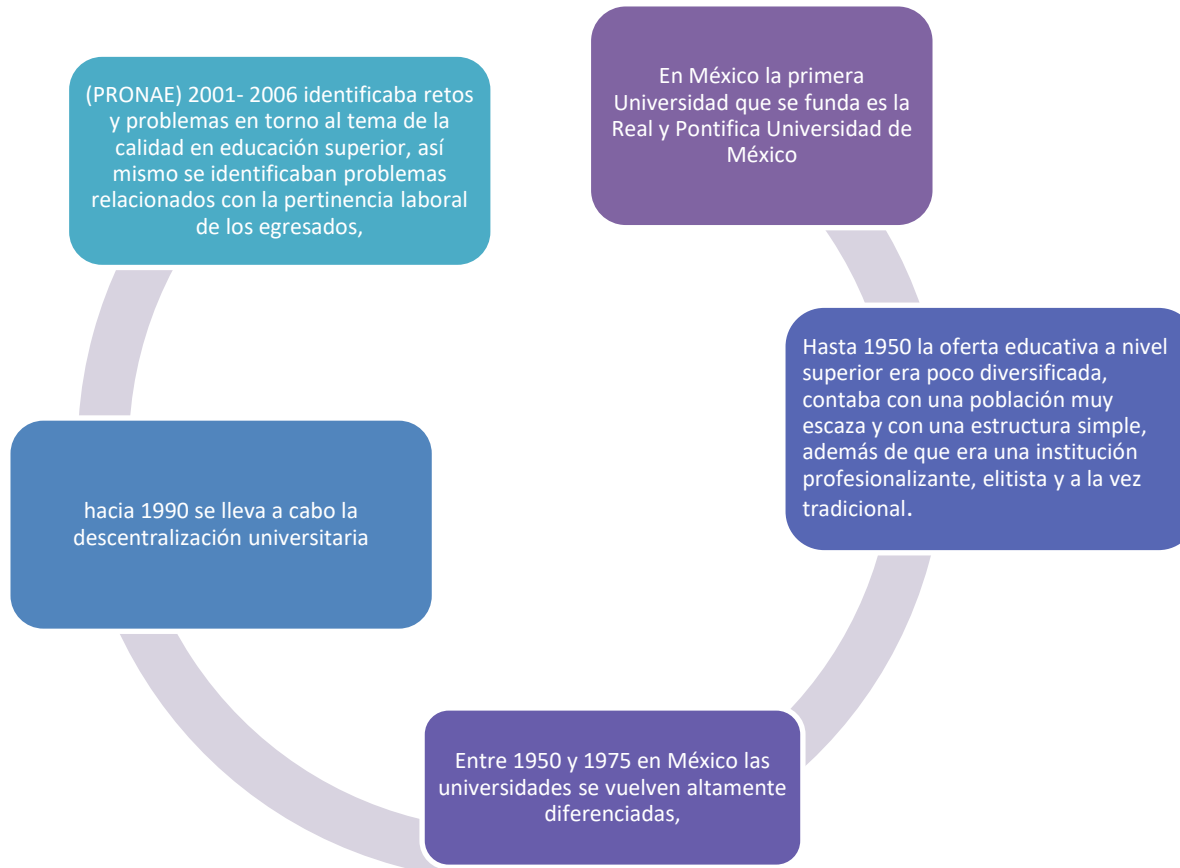 En México la primera
Universidad que se funda es la
Real y Pontifica Universidad de
México
Hasta 1950 la oferta educativa a nivel
superior era poco diversificada,
contaba con una población muy
escaza y con una estructura simple,
además de que era una institución
profesionalizante, elitista y a la vez
tradicional.
Entre 1950 y 1975 en México las
universidades se vuelven altamente
diferenciadas,
hacia 1990 se lleva a cabo la
descentralización universitaria
(PRONAE) 2001- 2006 identificaba retos
y problemas en torno al tema de la
calidad en educación superior, así
mismo se identificaban problemas
relacionados con la pertinencia laboral
de los egresados,